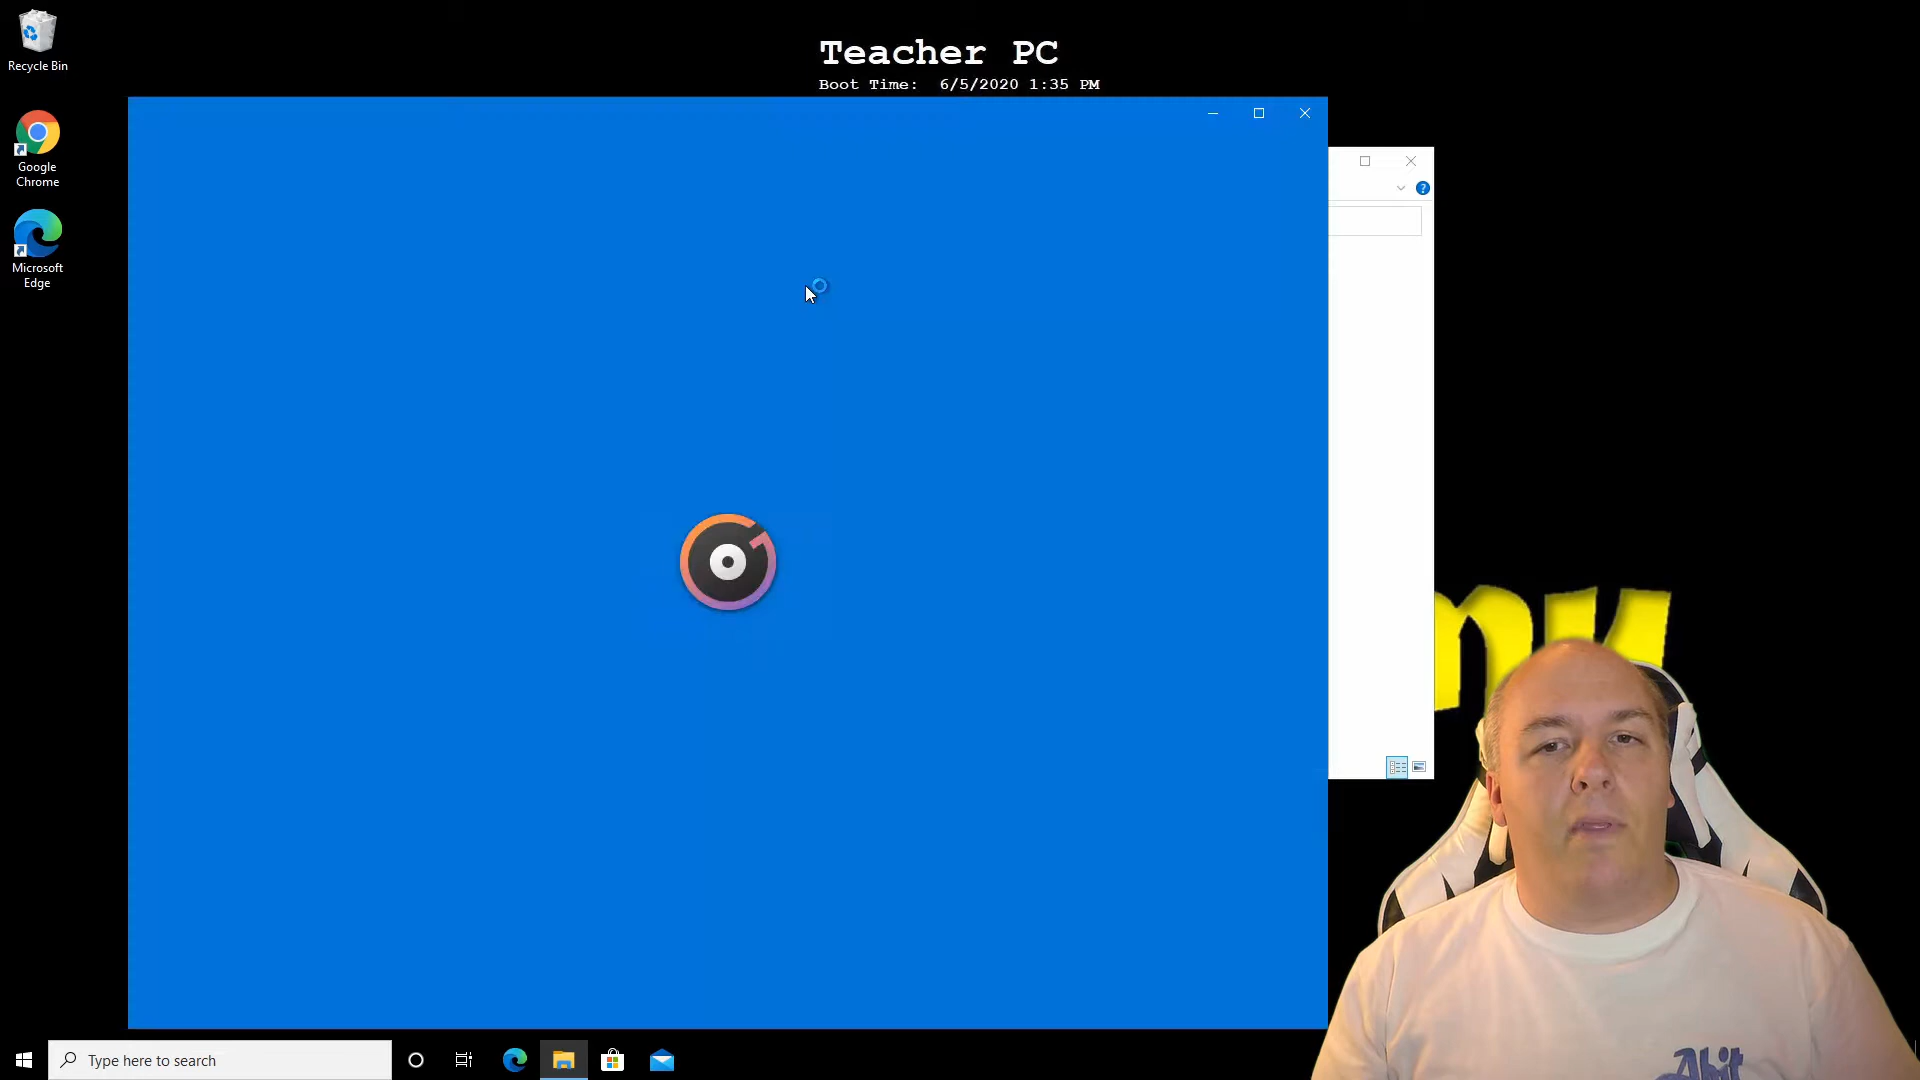 Teacher PC
Boot Time: 6/5/2020 1:35 PM
Recycle Bin
Google
Chrome
Microsoft
Edge
?
Type here to search